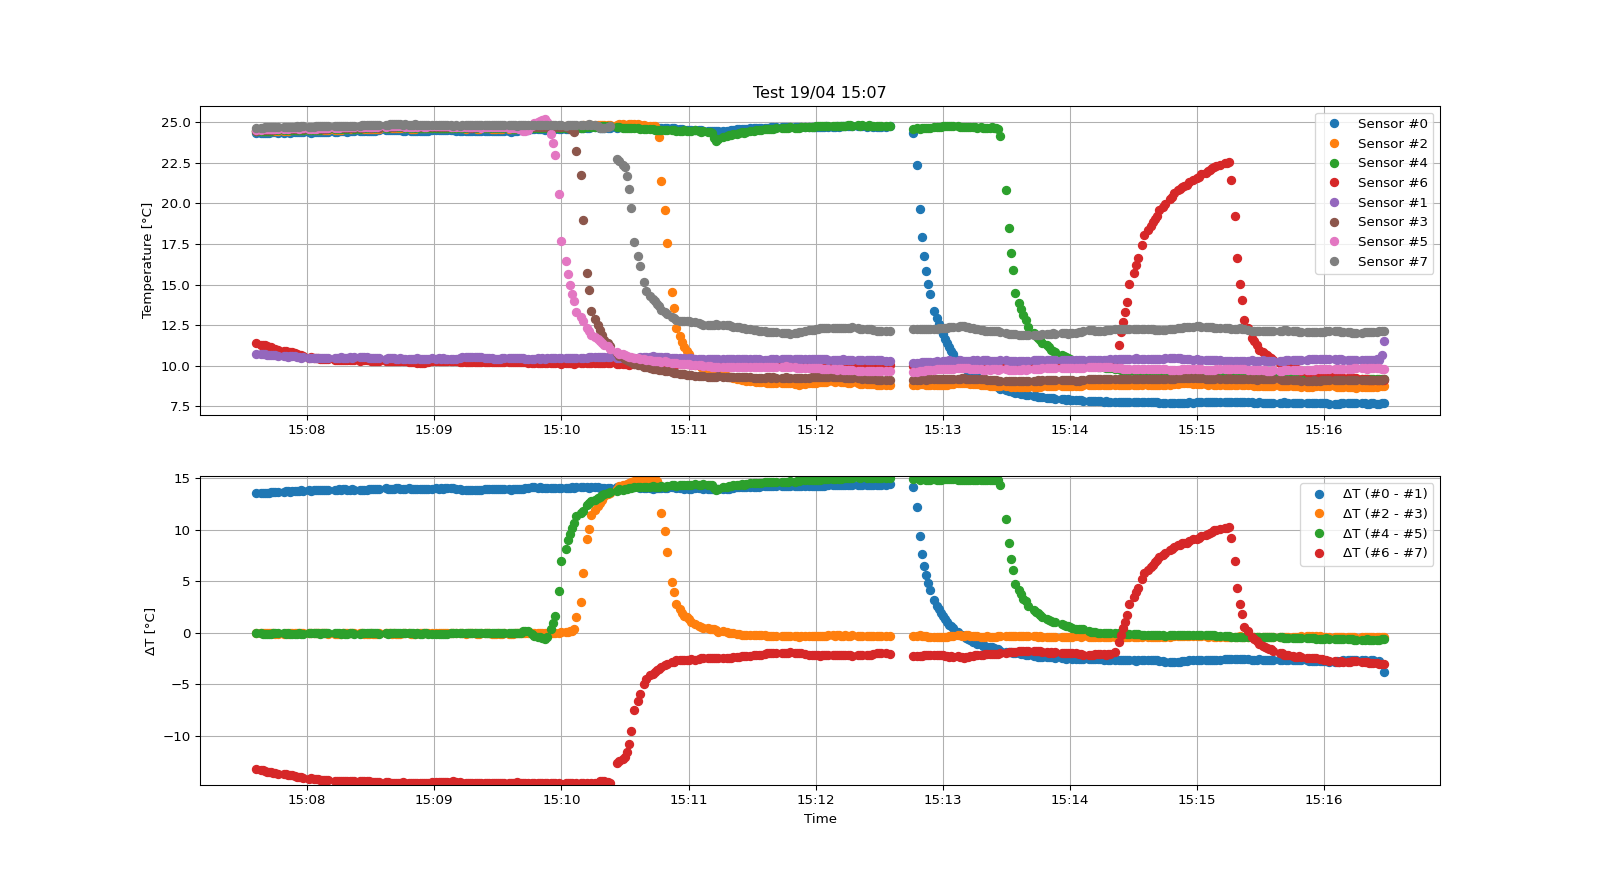 Test 19/04 15:07
Temperature [°C]
25.0
22.5
20.0
17.5
15.0
12.5
10.0
7.5
Sensor #0
Sensor #2
Sensor #4
Sensor #6
Sensor #1
Sensor #3
Sensor #5
Sensor #7
15:08 15:09 15:10 15:11 15:12 15:13 15:14 15:15 15:16
ΔT [°C]
15
10
5
0
−5
−10
ΔT (#0 - #1)
ΔT (#2 - #3)
ΔT (#4 - #5)
ΔT (#6 - #7)
15:08 15:09 15:10 15:11 15:12 15:13 15:14 15:15 15:16
Time